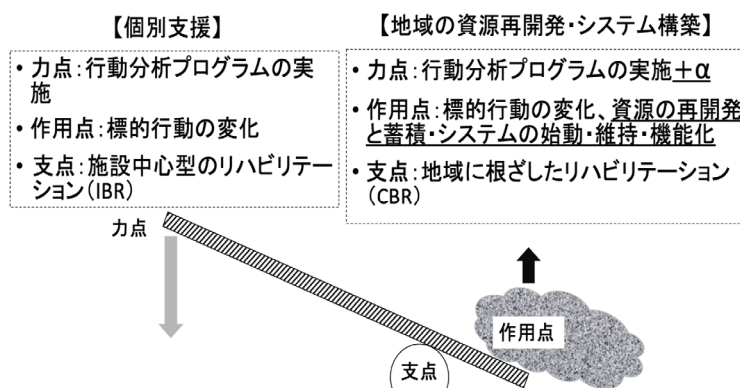 【個別支援】
・力点：行動分析プログラムの実
施
・作用点：標的行動の変化
・支点：施設中心型のリハビリテー
ション（IBR）
【地域の資源再開発・システム構築】
・力点：行動分析プログラムの実施＋α
・作用点：標的行動の変化、資源の再開発
と蓄積・システムの始動・維持・機能化
・支点：地域に根ざしたリハビリテーション
（CBR）
力点
作用点
支点